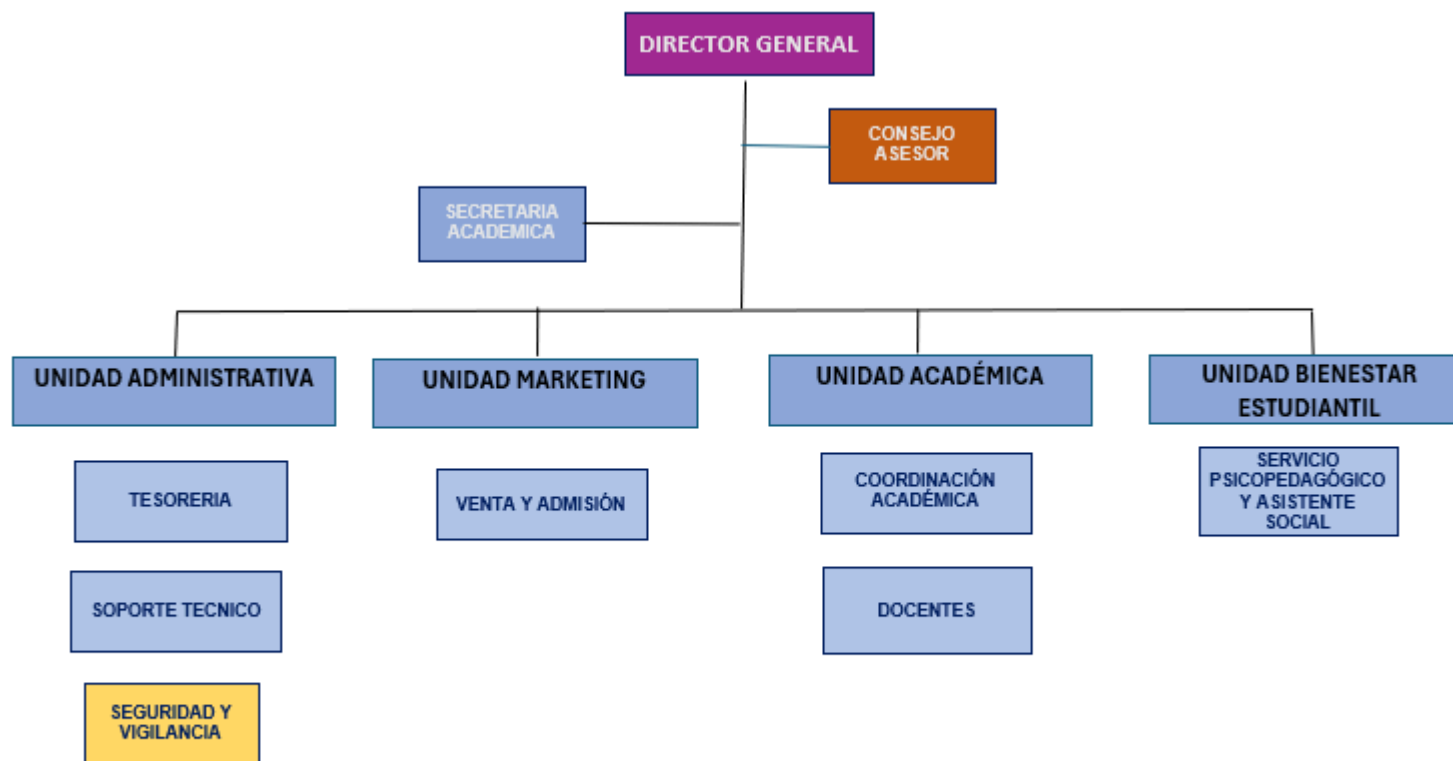 DIRECTOR GENERAL
CONSEJO
ASESOR
SECRETARIA
ACADEMICA
UNIDAD ADMINISTRATIVA
UNIDAD MARKETING
UNIDAD ACADÉMICA
UNIDAD BIENESTAR
ESTUDIANTIL
TESORERIA
VENTA Y ADMISIÓN
COORDINACIÓN
ACADÉMICA
SERVICIO
PSICOPEDAGÓGICO
Y ASISTENTE
SOCIAL
SOPORTE TECNICO
DOCENTES
SEGURIDAD Y
VIGILANCIA